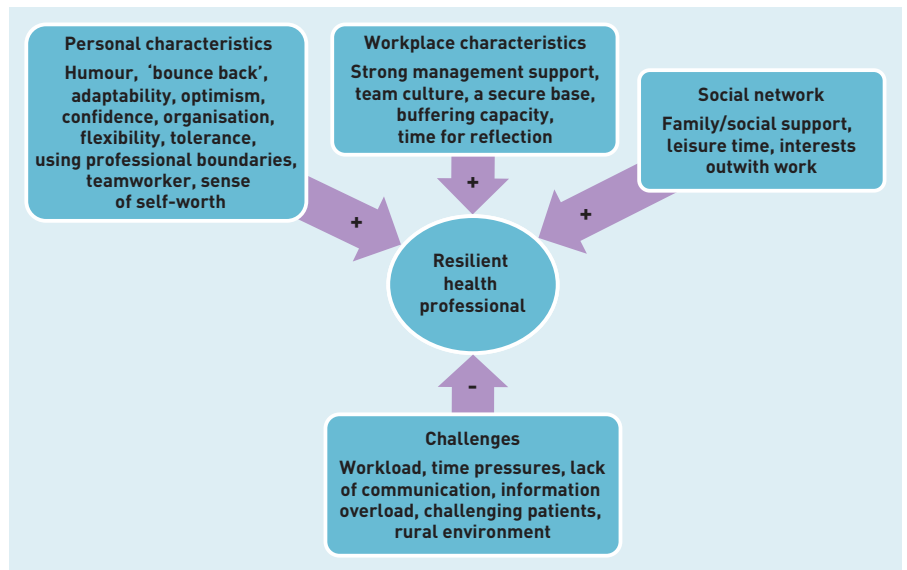 Personal characteristics
Humour, ‘bounce back’,
adaptability, optimism,
confidence, organisation,
flexibility, tolerance,
using professional boundaries,
teamworker, sense
of self-worth
+
Workplace characteristics
Strong management support,
team culture, a secure base,
buffering capacity,
time for reflection
+
Social network
Family/social support,
leisure time, interests
outwith work
+
Resilient
health
professional
-
Challenges
Workload, time pressures, lack
of communication, information
overload, challenging patients,
rural environment